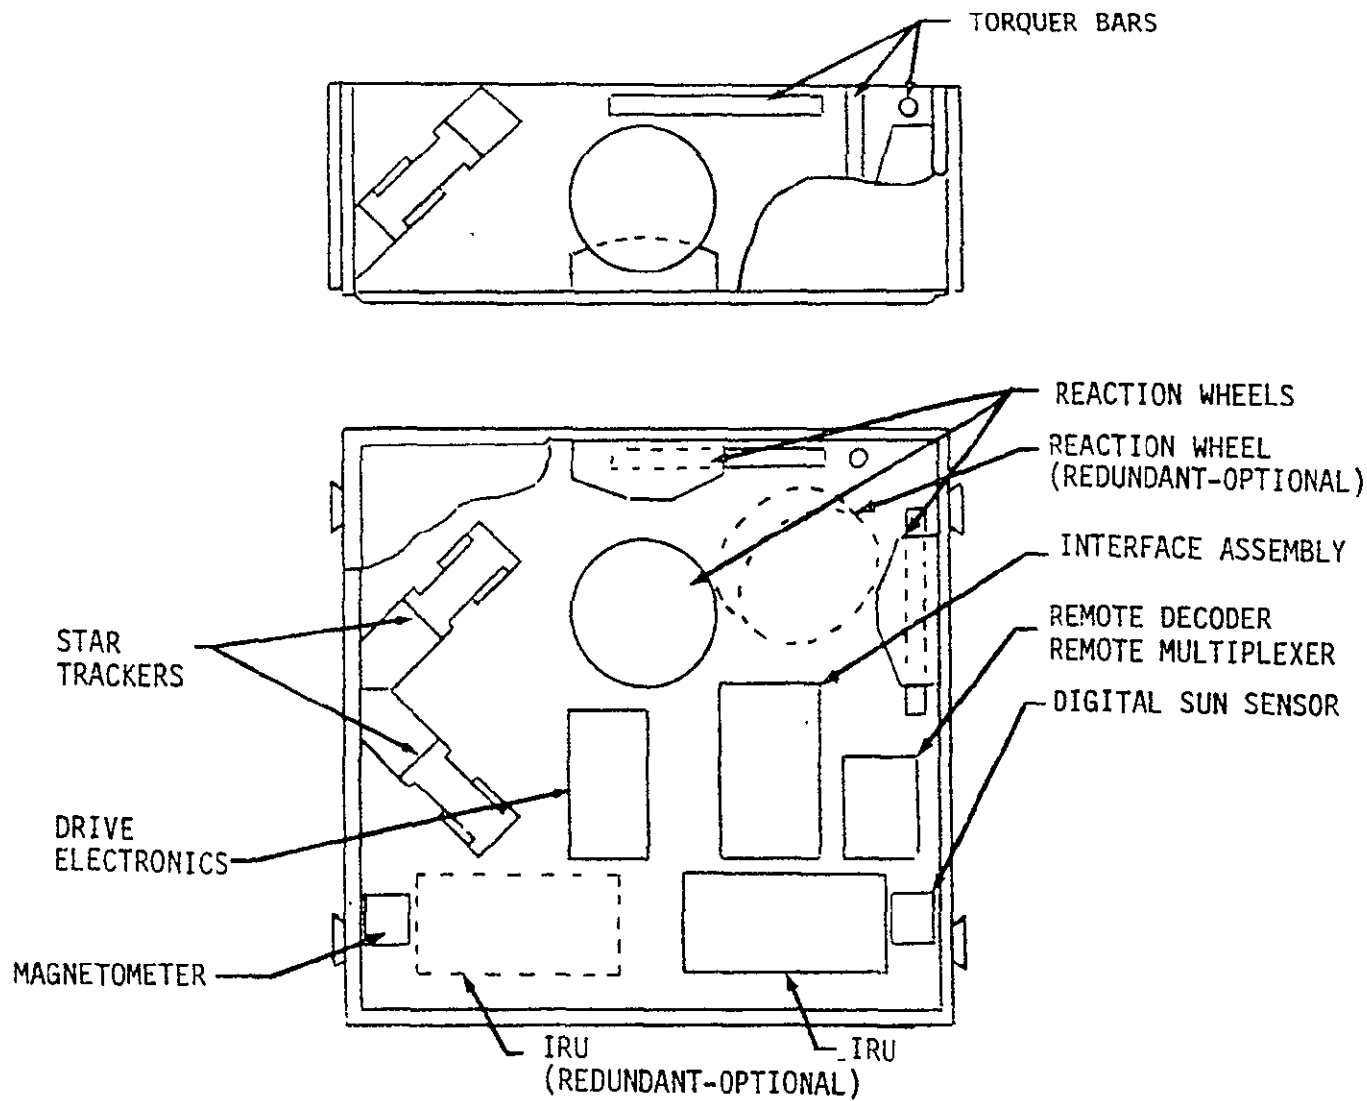 TORQUER BARS
REACTION WHEELS
REACTION WHEEL
(REDUNDANT-OPTIONAL)
INTERFACE ASSEMBLY
REMOTE DECODER
REMOTE MULTIPLEXER
DIGITAL SUN SENSOR
STAR
TRACKERS
DRIVE
ELECTRONICS
MAGNETOMETER
IRU
(REDUNDANT-OPTIONAL)
IRU